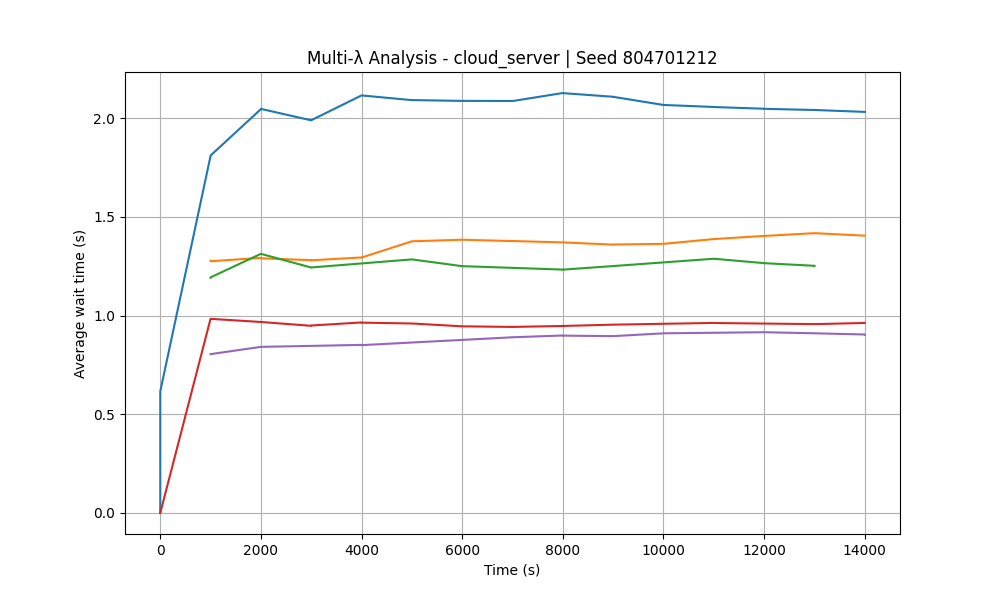 Multi-λ Analysis - cloud_server | Seed 804701212
Average wait time (s)
2.0
1.5
1.0
0.5
0.0
0 2000 4000 6000 8000 10000 12000 14000
Time (s)